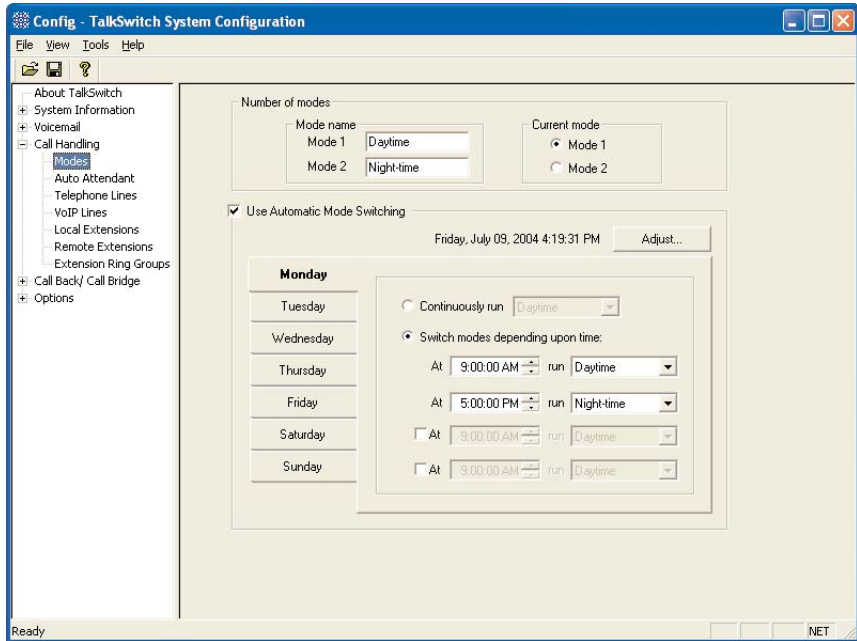 Config - TalkSwitch System Configuration
File View Tools Help
About TalkSwitch
System Information
Voicemail
Call Handling
Modes
Auto Attendant
Telephone Lines
VoIP Lines
Local Extensions
Remote Extensions
Extension Ring Groups
Call Back/ Call Bridge
Options
Number of modes
Mode name
Mode 1 Daytime
Mode 2 Night-time
Current mode
Mode 1
Mode 2
Use Automatic Mode Switching
Friday, July 09, 2004 4:19:31 PM Adjust...
Monday
Tuesday
Wednesday
Thursday
Friday
Saturday
Sunday
Continuously run Daytime
Switch modes depending upon time:
At 9:00:00 AM run Daytime
At 5:00:00 PM run Night-time
At 9:00:00 AM run Daytime
At 9:00:00 AM run Daytime
Ready NET